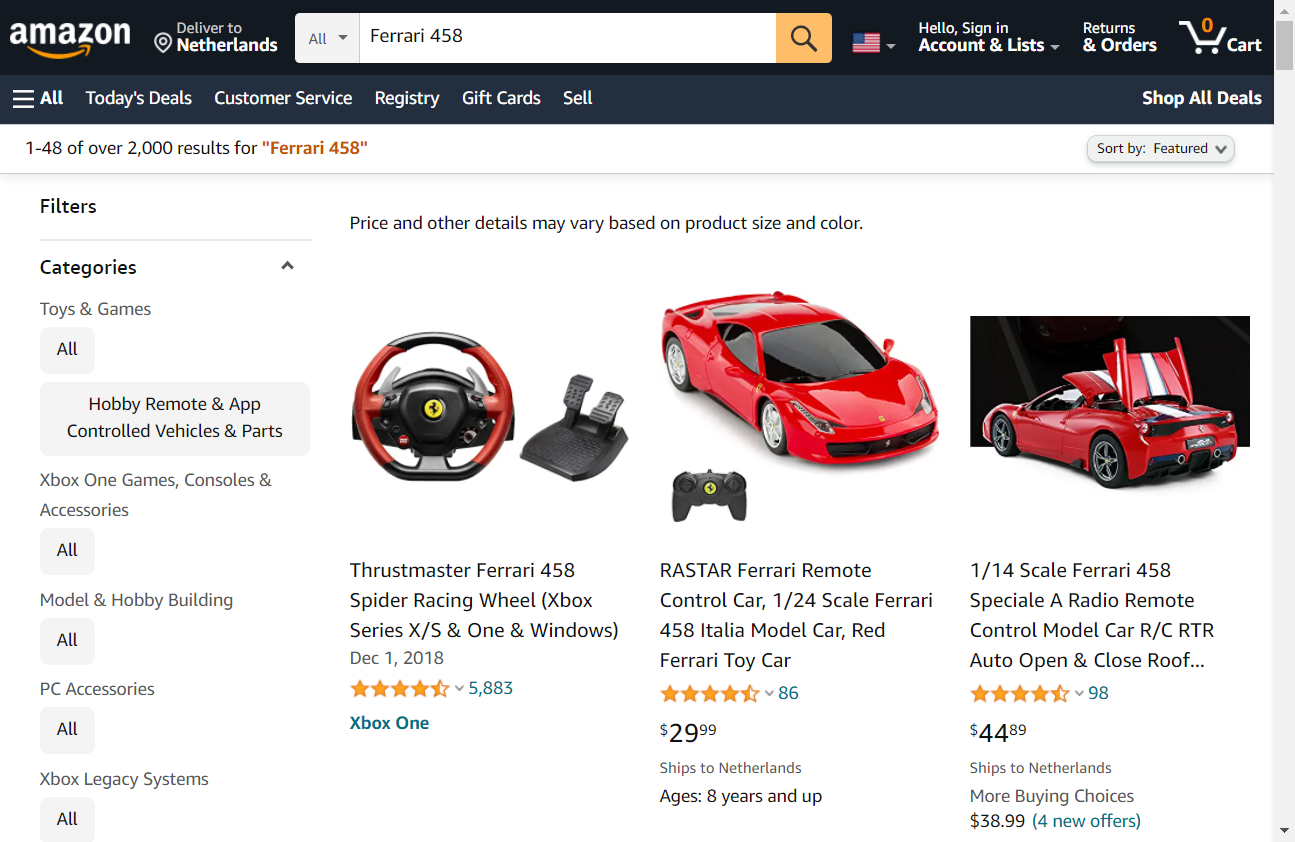 amazon
Deliver to
Netherlands
All
Ferrari 458
Hello, Sign in
Account & Lists
Returns
& Orders
0
Cart
All
Today's Deals
Customer Service
Registry
Gift Cards
Sell
Shop All Deals
1-48 of over 2,000 results for "Ferrari 458"
Sort by: Featured
Filters
Categories
Toys & Games
All
Hobby Remote & App
Controlled Vehicles & Parts
Xbox One Games, Consoles &
Accessories
All
Model & Hobby Building
All
PC Accessories
All
Xbox Legacy Systems
All
Price and other details may vary based on product size and color.
Thrustmaster Ferrari 458
Spider Racing Wheel (Xbox
Series X/S & One & Windows)
Dec 1, 2018
5,883
Xbox One
RASTAR Ferrari Remote
Control Car, 1/24 Scale Ferrari
458 Italia Model Car, Red
Ferrari Toy Car
86
$2999
Ships to Netherlands
Ages: 8 years and up
1/14 Scale Ferrari 458
Speciale A Radio Remote
Control Model Car R/C RTR
Auto Open & Close Roof...
98
$4489
Ships to Netherlands
More Buying Choices
$38.99 (4 new offers)